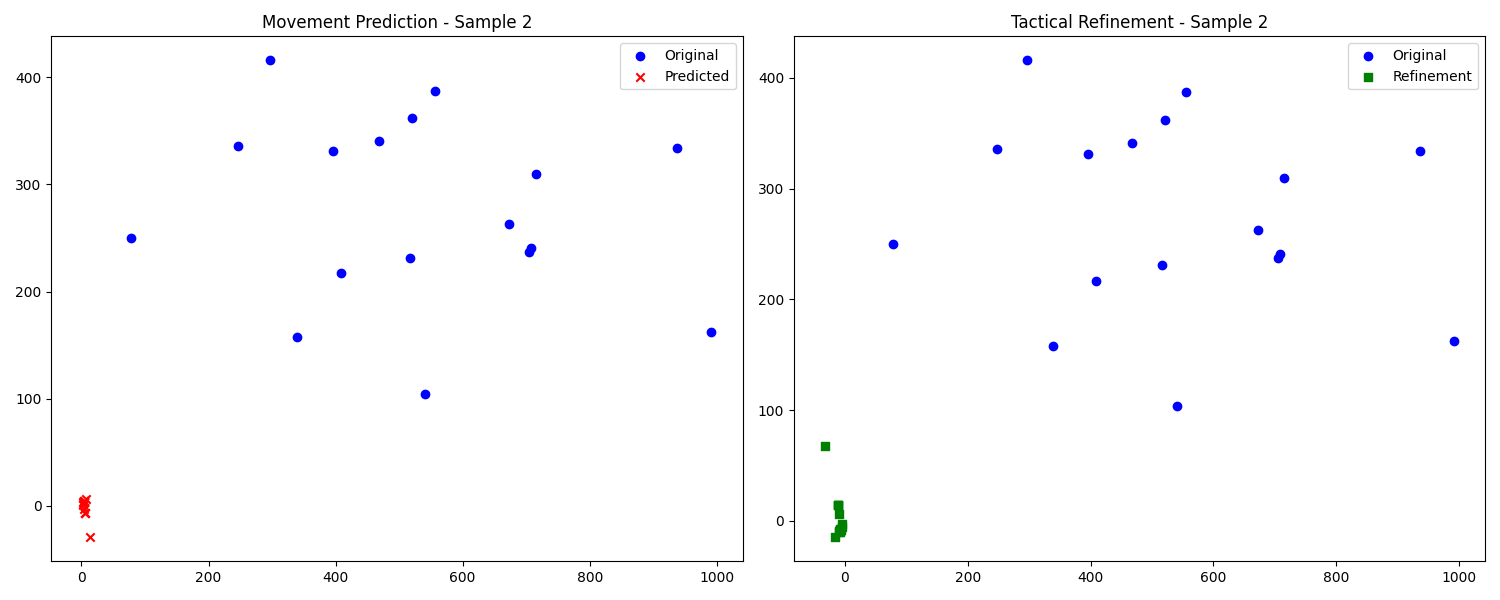 Movement Prediction - Sample 2
Original
Predicted
400
300
200
100
0
0 200 400 600 800 1000
Tactical Refinement - Sample 2
Original
Refinement
400
300
200
100
0
0 200 400 600 800 1000